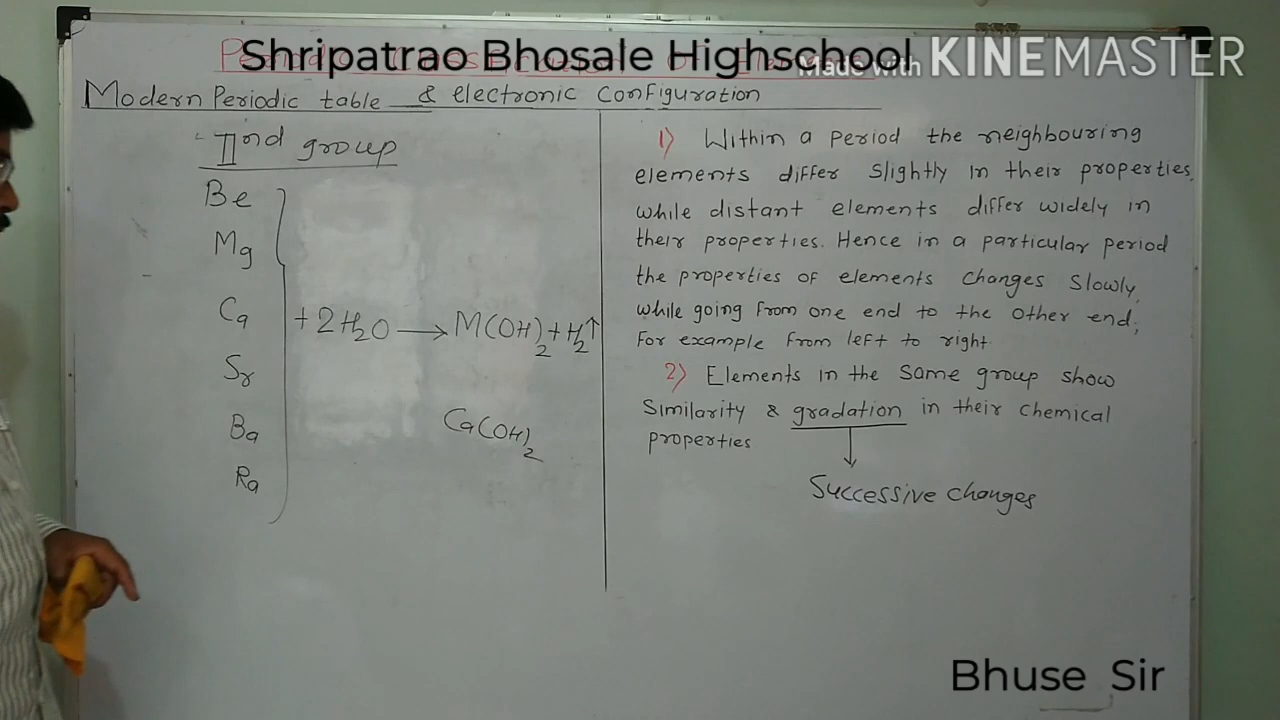 Shripatrao Bhosale Highschool
Made with KINEMASTER
Modern Periodic table & electronic configuration
IInd group
Be
Mg
Ca
Sr
Ba
Ra
+ 2H2O → M(OH)2 + H2↑
Ca(OH)2
1) Within a period the neighbouring
elements differ slightly in their properties,
while distant elements differ widely in
their properties. Hence in a particular period
the properties of elements changes slowly,
while going from one end to the other end;
For example from left to right
2) Elements in the same group show
Similarity & gradation in their chemical
properties
↓
Successive changes
Bhuse Sir